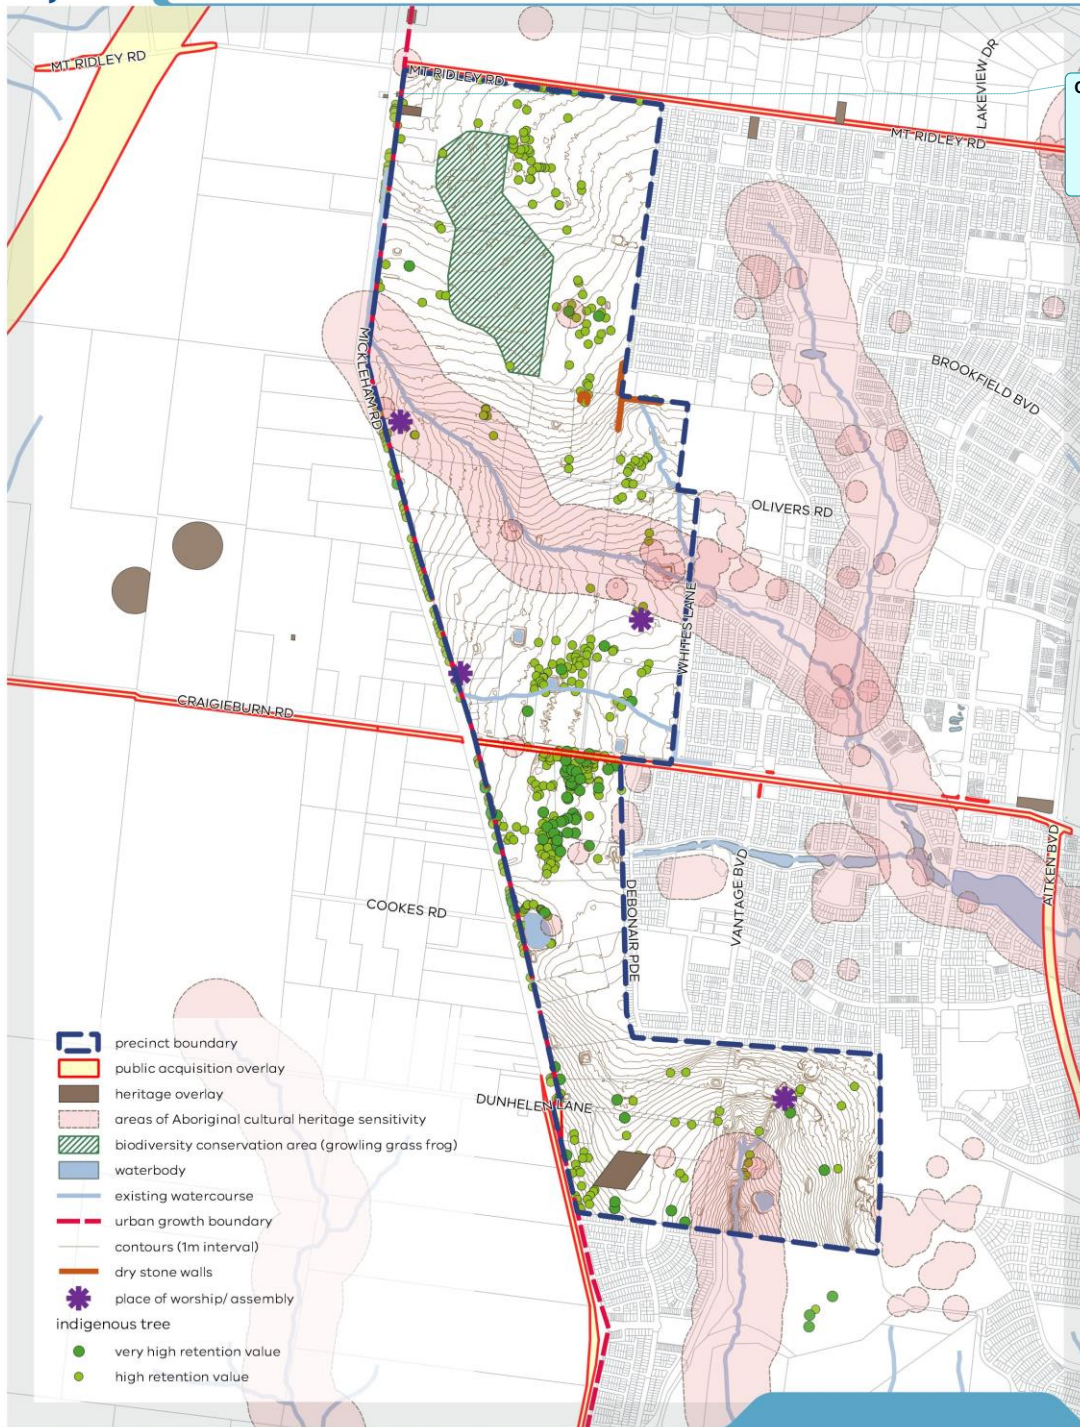 MT RIDLEY RD
MT RIDLEY RD
LAKEVIEW DR
MT RIDLEY RD
MICKLEHAM RD
BROOKFIELD BVD
OLIVERS RD
WHITES LANE
CRAIGIEBURN RD
COOKES RD
DEBONAIR PDE
VANTAGE BVD
AITKEN BVD
DUNHELEN LANE
precinct boundary
public acquisition overlay
heritage overlay
areas of Aboriginal cultural heritage sensitivity
biodiversity conservation area (growling grass frog)
waterbody
existing watercourse
urban growth boundary
contours (1m interval)
dry stone walls
place of worship/ assembly
indigenous tree
very high retention value
high retention value